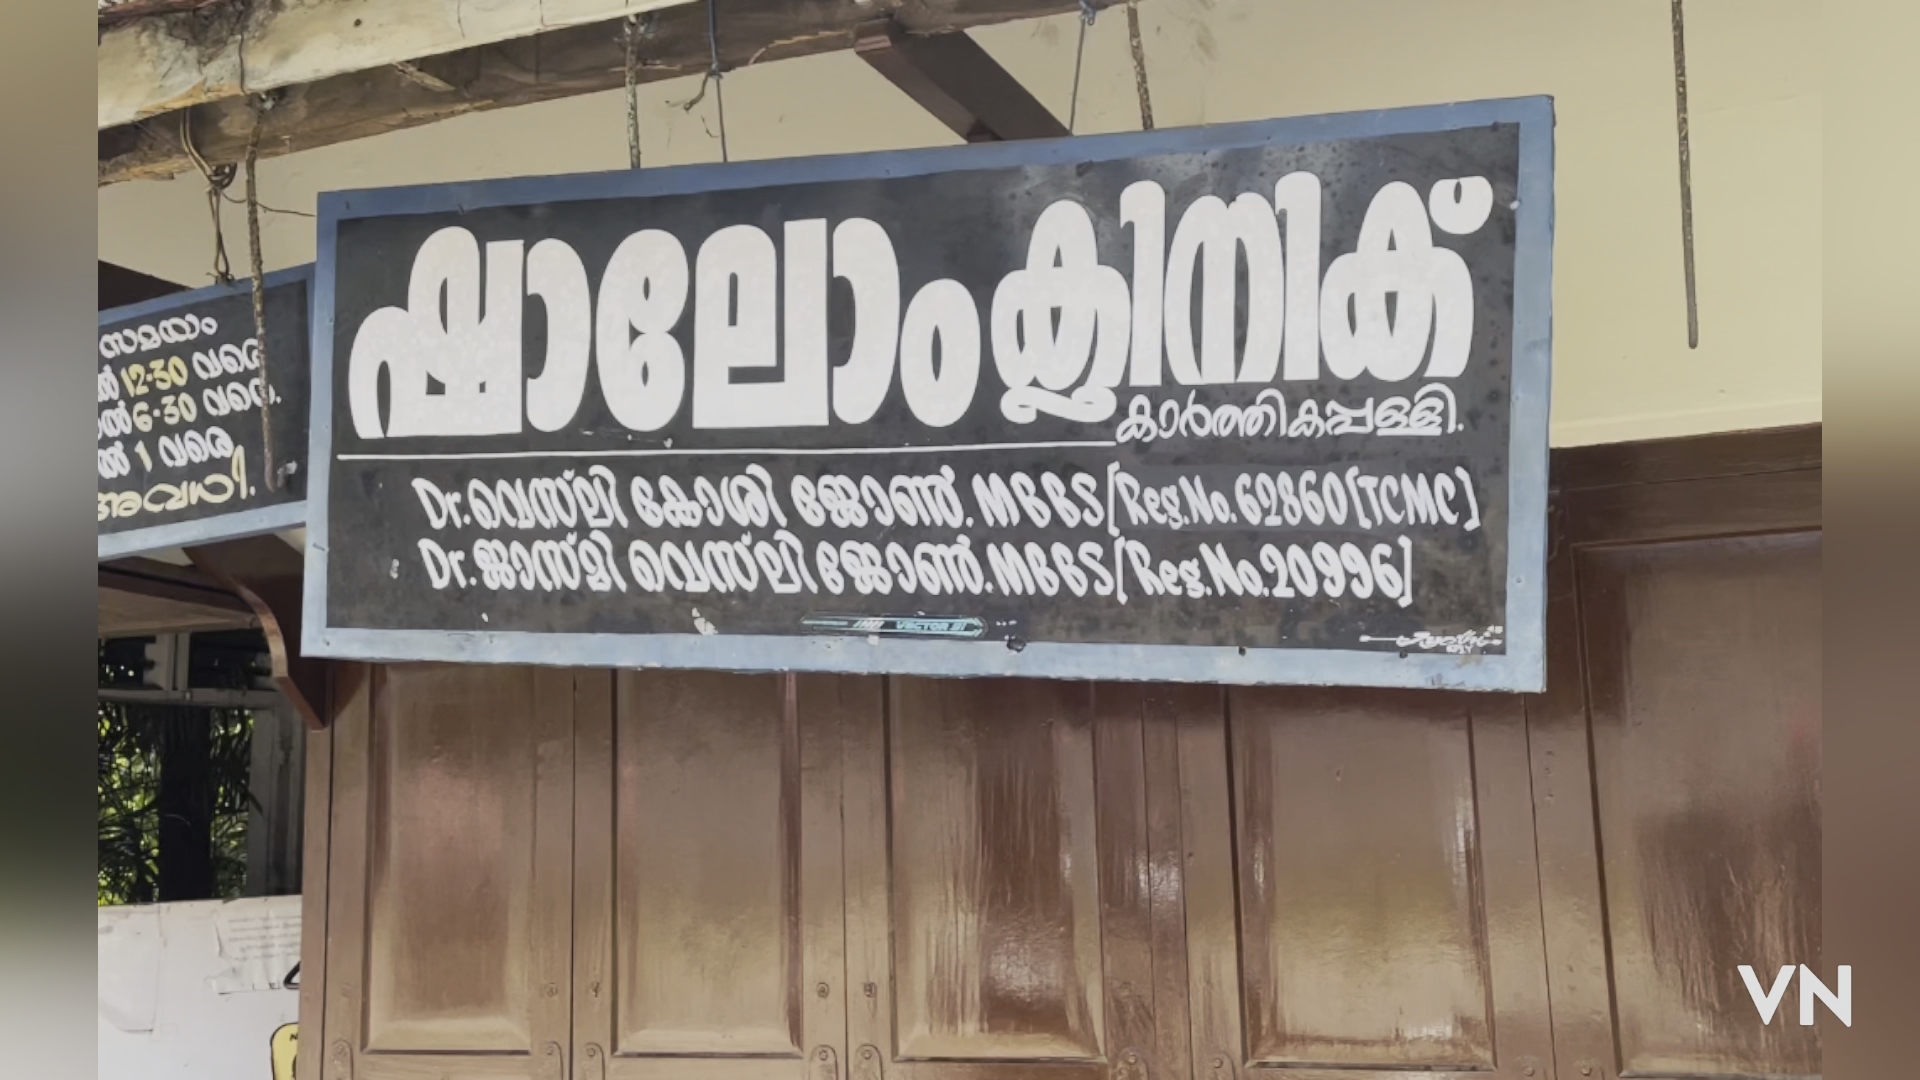 ഷാലോം ക്ലിനിക്
കാർത്തികപ്പള്ളി.
Dr. വെസ്‌ലി കോശി ജോൺ. MBBS [Reg.No. 62860 (TCMC)
Dr. ജാസ്മി വെസ്‌ലി ജോൺ. MBBS [Reg.No. 20996]
സമയം
ൽ 12·30 വരെ
ൽ 6·30 വരെ.
ൽ 1 വരെ
അവധി.
VN